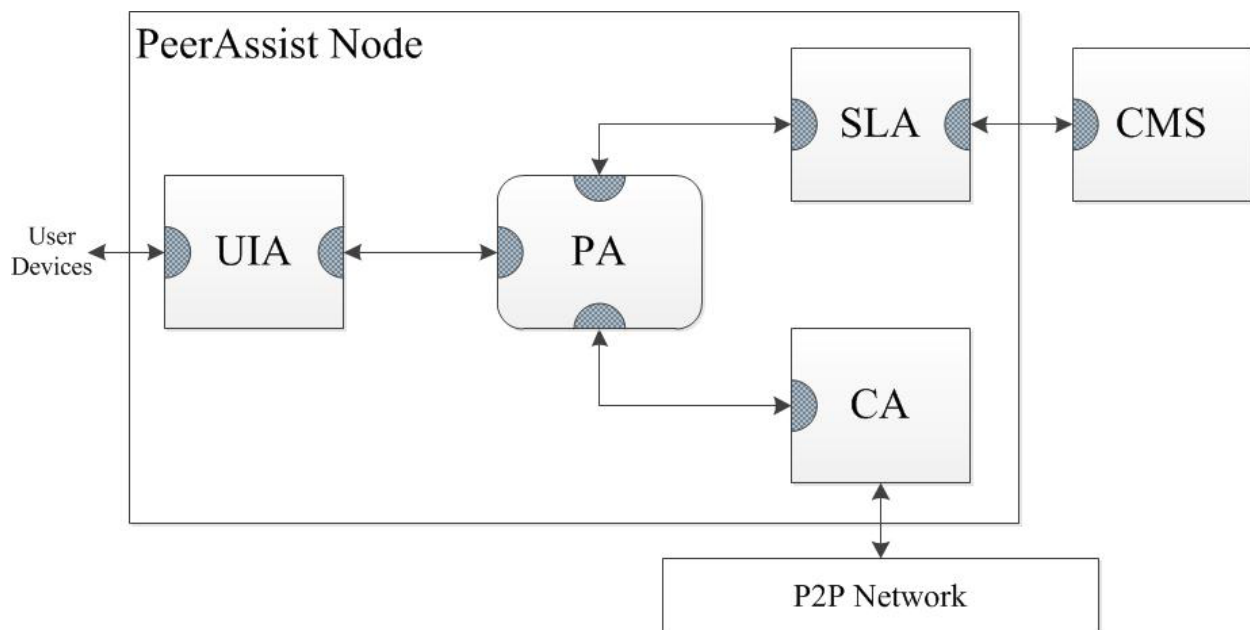 PeerAssist Node
SLA
CMS
User
Devices
UIA
PA
CA
P2P Network